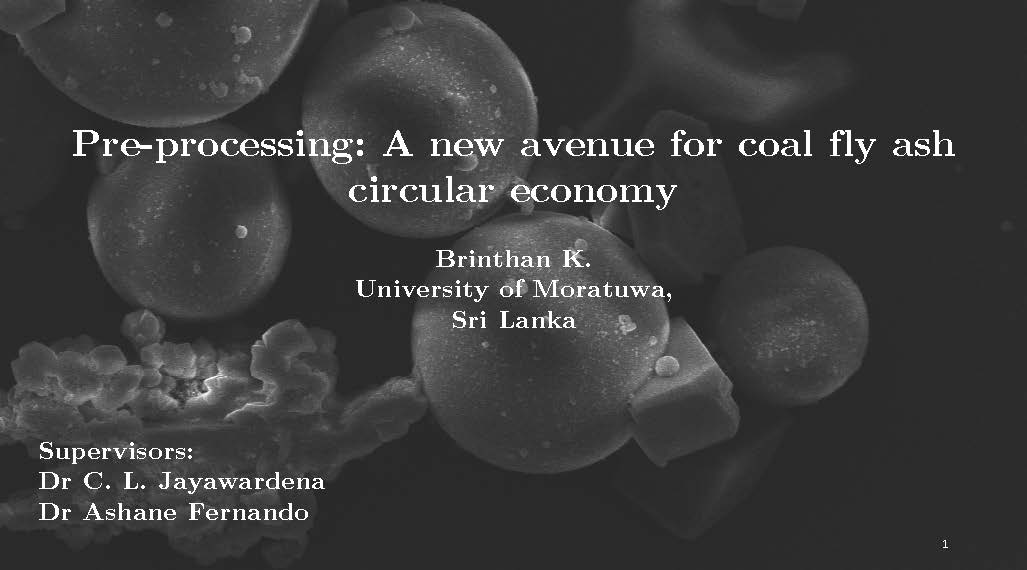 Pre-processing: A new avenue for coal fly ash
circular economy
Brinthan K.
University of Moratuwa,
Sri Lanka
Supervisors:
Dr C. L. Jayawardena
Dr Ashane Fernando
1